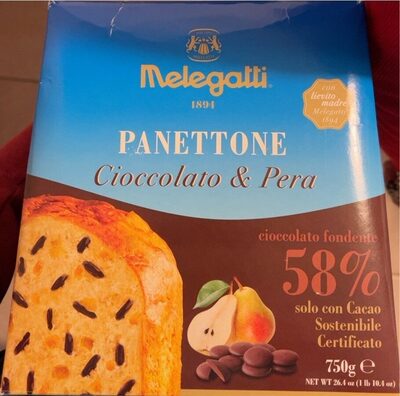 Melegatti
1894
con
lievito
madre
Melegatti
1894
PANETTONE
Cioccolato & Pera
cioccolato fondente
58%
solo con Cacao
Sostenibile
Certificato
750g ℮
NET WT 26.4 oz (1 lb 10.4 oz)